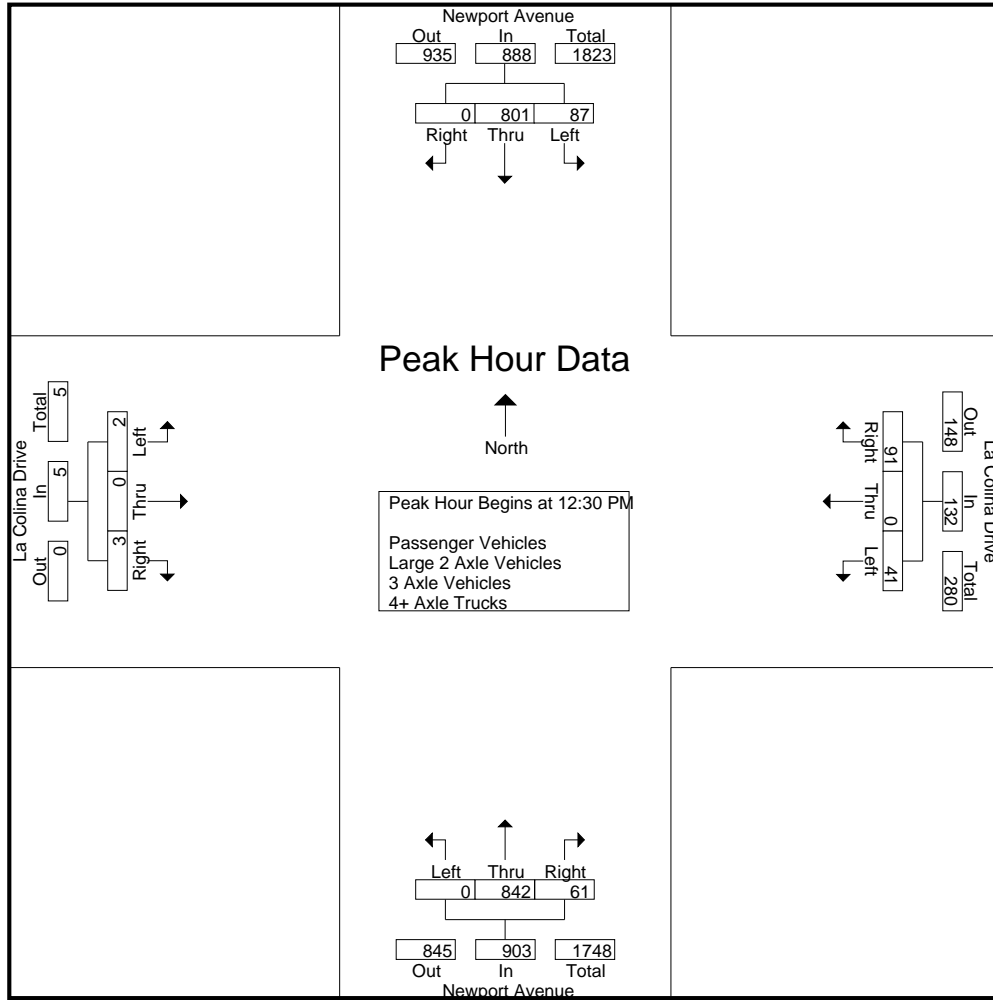 Newport Avenue
Out In Total
935 888 1823
0 801 87
Right Thru Left
Peak Hour Data
North
Peak Hour Begins at 12:30 PM
Passenger Vehicles
Large 2 Axle Vehicles
3 Axle Vehicles
4+ Axle Trucks
La Colina Drive
Out In Total
0 5 5
Left Thru Right
2 0 3
La Colina Drive
Out In Total
148 132 280
91 0 41
Right Thru Left
Left Thru Right
0 842 61
845 903 1748
Out In Total
Newport Avenue